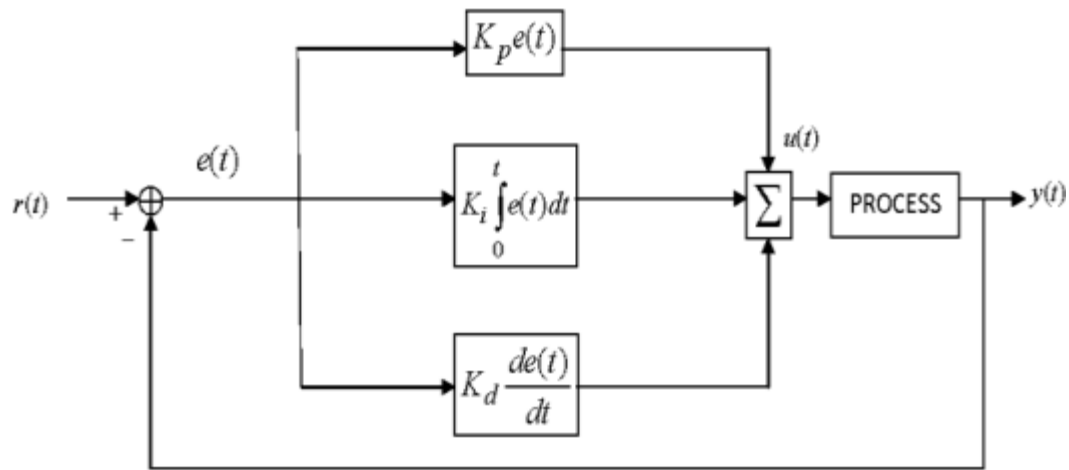 K_p e(t)
u(t)
e(t)
r(t)
+
−
K_i ∫_0^t e(t)dt
∑
PROCESS
y(t)
K_d de(t)/dt